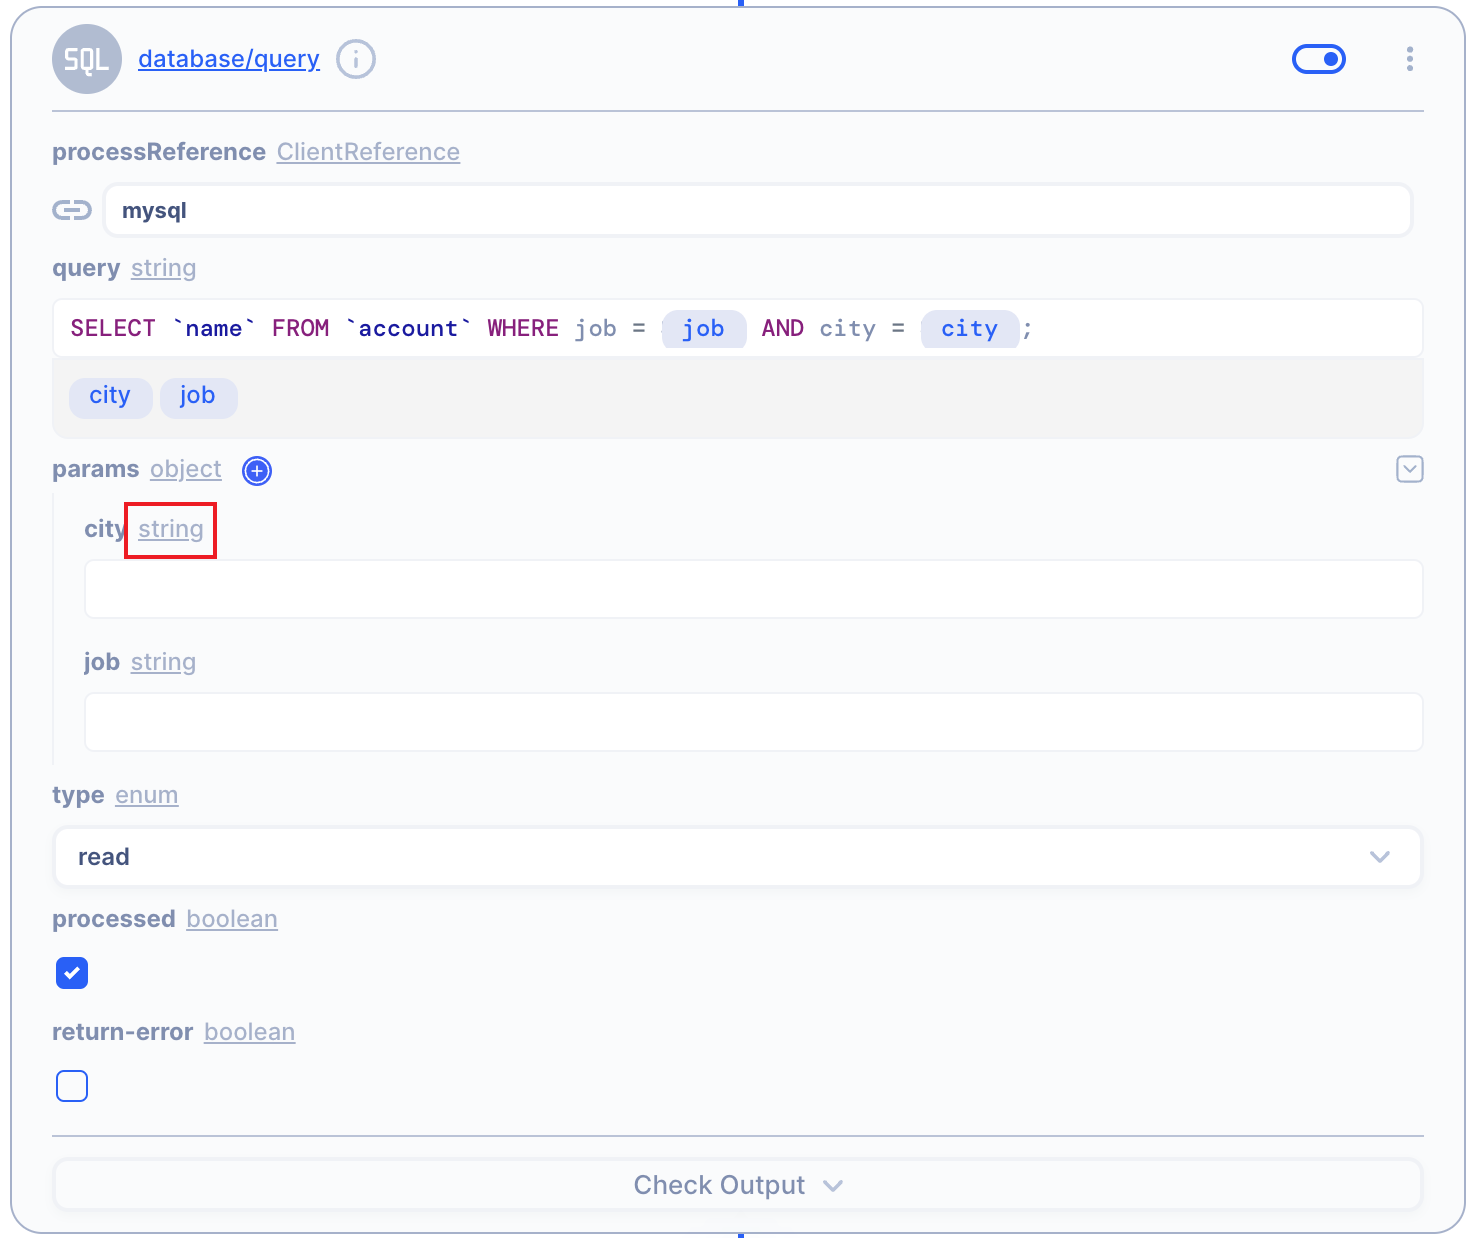 SQL database/query
processReference ClientReference
mysql
query string
SELECT `name` FROM `account` WHERE job = job AND city = city ;
city job
params object
city string
job string
type enum
read
processed boolean
return-error boolean
Check Output